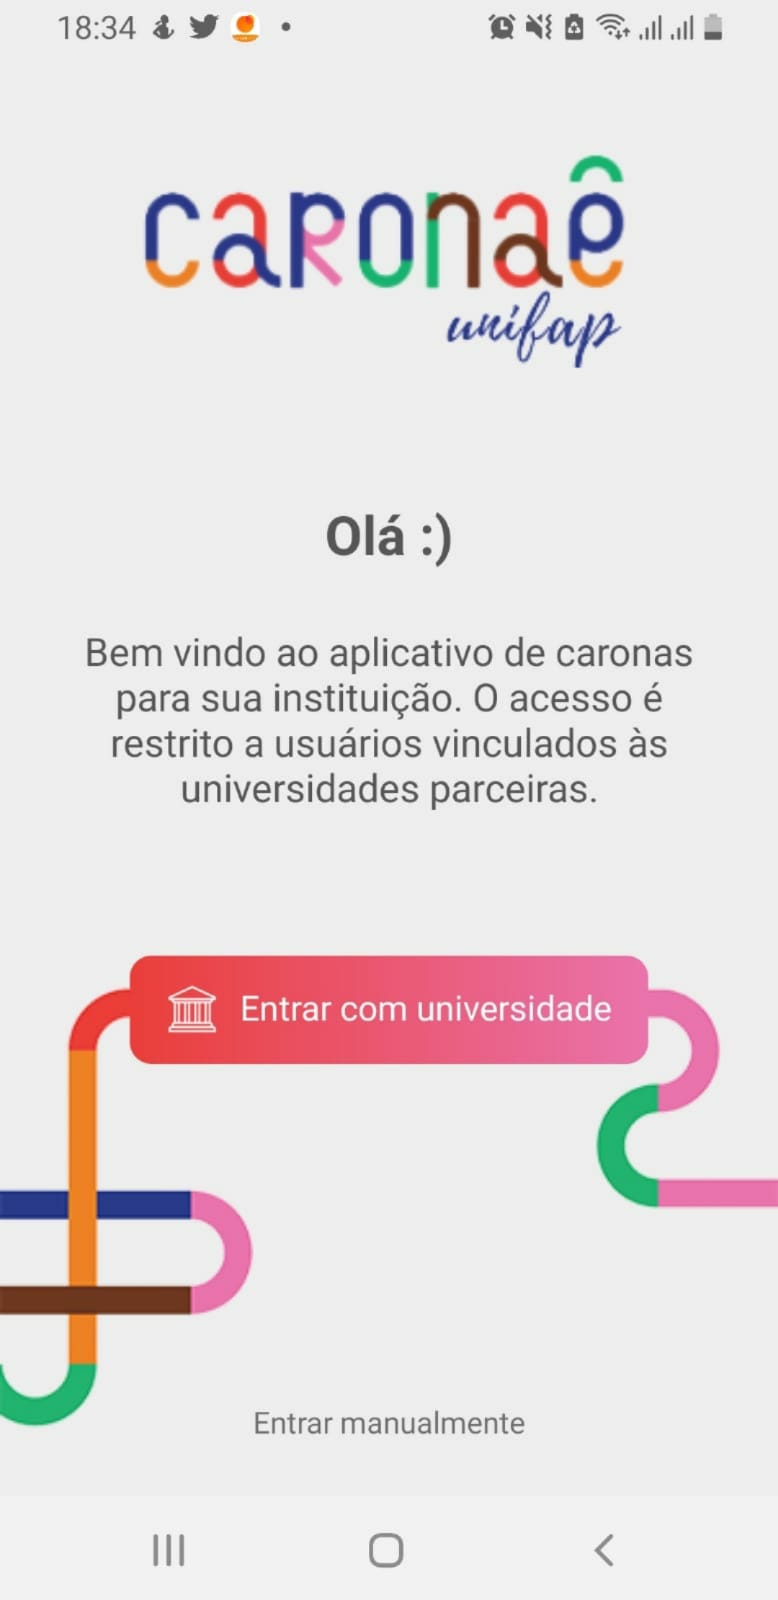 18:34
caronaê
unifap
Olá :)
Bem vindo ao aplicativo de caronas
para sua instituição. O acesso é
restrito a usuários vinculados às
universidades parceiras.
Entrar com universidade
Entrar manualmente